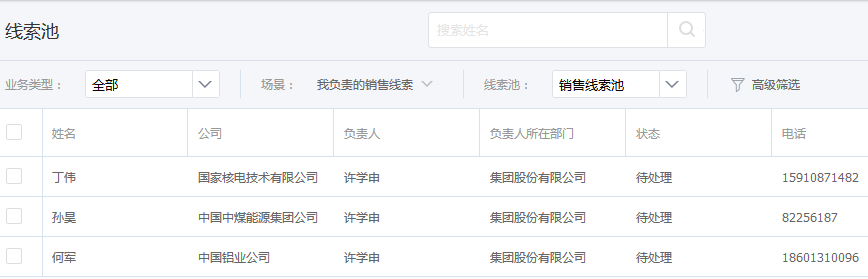 线索池
搜索姓名
业务类型： 全部 场景： 我负责的销售线索 线索池： 销售线索池 高级筛选
姓名 公司 负责人 负责人所在部门 状态 电话
丁伟 国家核电技术有限公司 许学申 集团股份有限公司 待处理 15910871482
孙昊 中国中煤能源集团公司 许学申 集团股份有限公司 待处理 82256187
何军 中国铝业公司 许学申 集团股份有限公司 待处理 18601310096